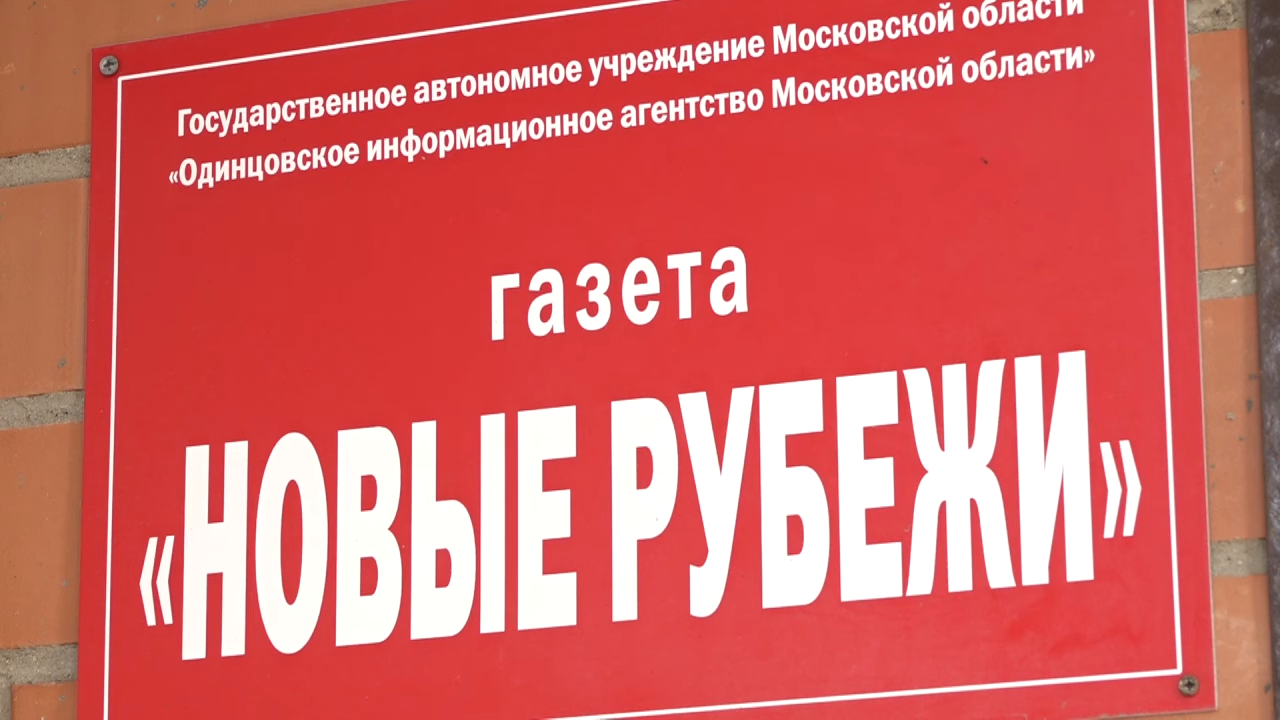 Государственное автономное учреждение Московской области
«Одинцовское информационное агентство Московской области»
газета
«НОВЫЕ РУБЕЖИ»